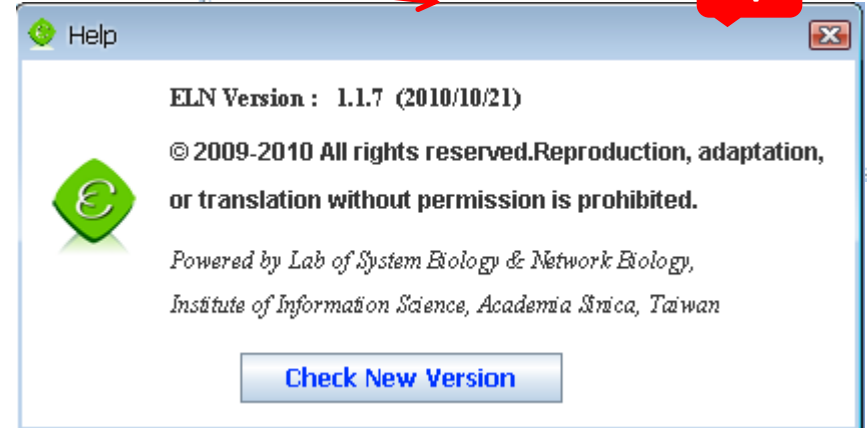 Help
ELN Version : 1.1.7 (2010/10/21)
© 2009-2010 All rights reserved.Reproduction, adaptation,
or translation without permission is prohibited.
Powered by Lab of System Biology & Network Biology,
Institute of Information Science, Academia Sinica, Taiwan
Check New Version